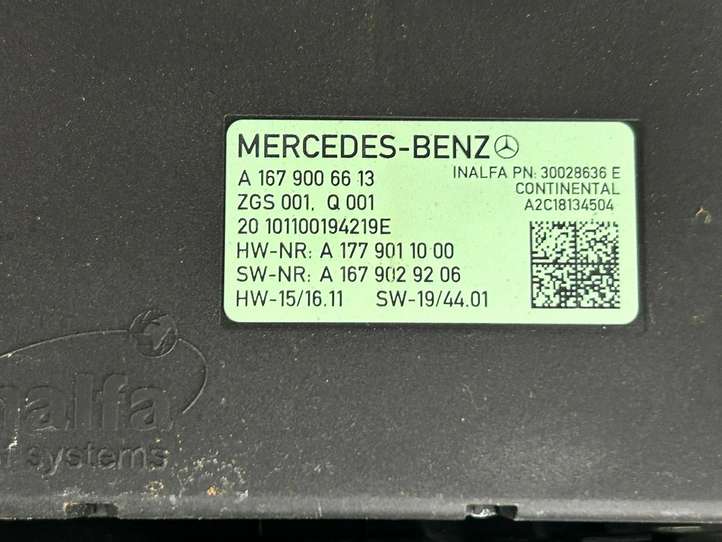 MERCEDES-BENZ
INALFA PN: 30028636 E
CONTINENTAL
A2C18134504
A 167 900 66 13
ZGS 001, Q 001
20 101100194219E
HW-NR: A 177 901 10 00
SW-NR: A 167 902 92 06
HW-15/16.11 SW-19/44.01
nalfa
systems